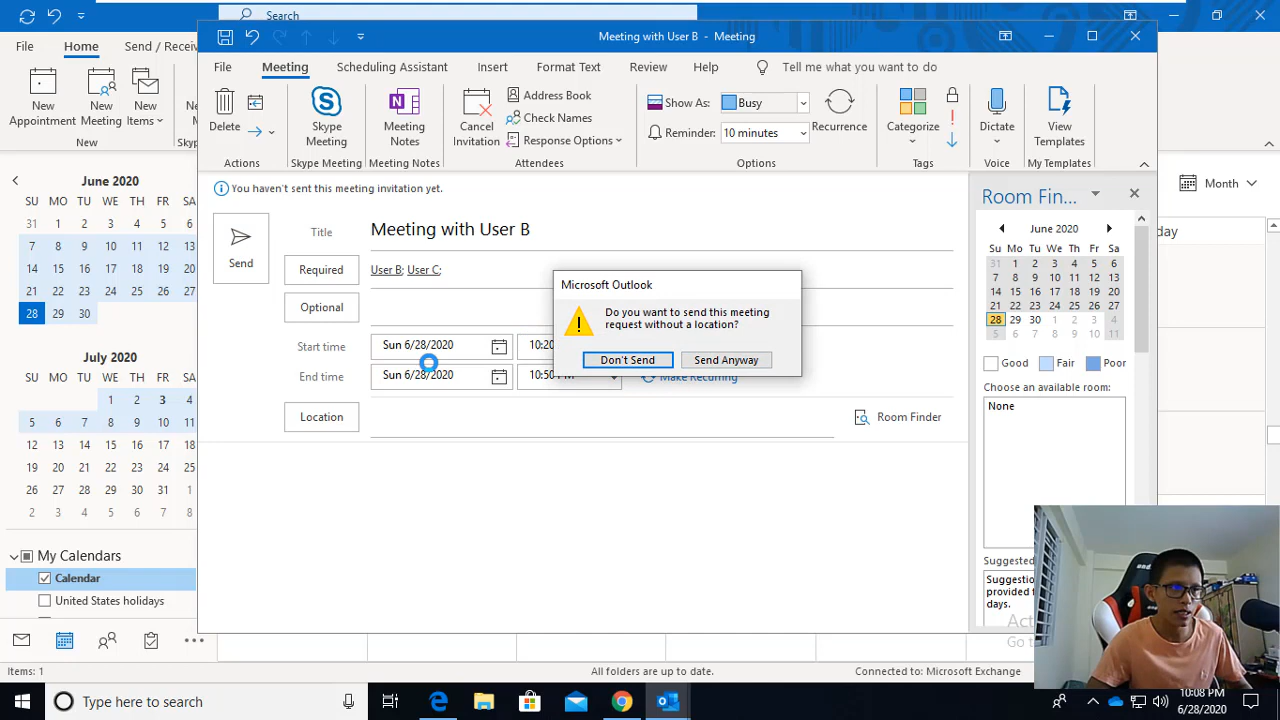 Search
File Home Send / Receive
Meeting with User B - Meeting
File Meeting Scheduling Assistant Insert Format Text Review Help Tell me what you want to do
New Appointment
New Meeting
New Items
New
Delete
Actions
Skype Meeting
Skype Meeting
Meeting Notes
Meeting Notes
Cancel Invitation
Address Book
Check Names
Response Options
Attendees
Show As: Busy
Reminder: 10 minutes
Recurrence
Options
Categorize
Tags
Dictate
Voice
View Templates
My Templates
You haven't sent this meeting invitation yet.
Send
Title Meeting with User B
Required User B; User C;
Optional
Start time Sun 6/28/2020 10:20
End time Sun 6/28/2020 10:50 PM Make Recurring
Location Room Finder
Microsoft Outlook
Do you want to send this meeting
request without a location?
Don't Send Send Anyway
Room Fin...
June 2020
Su Mo Tu We Th Fr Sa
31 1 2 3 4 5 6
7 8 9 10 11 12 13
14 15 16 17 18 19 20
21 22 23 24 25 26 27
28 29 30 1 2 3 4
5 6 7 8 9 10 11
Good Fair Poor
Choose an available room:
None
Suggested
Suggestio
provided f
days.
Month
day
June 2020
SU MO TU WE TH FR SA
31 1 2 3 4 5 6
7 8 9 10 11 12 13
14 15 16 17 18 19 20
21 22 23 24 25 26 27
28 29 30
July 2020
SU MO TU WE TH FR SA
1 2 3 4
5 6 7 8 9 10 11
12 13 14 15 16 17 18
19 20 21 22 23 24 25
26 27 28 29 30 31 1
2 3 4 5 6 7 8
My Calendars
Calendar
United States holidays
Items: 1 All folders are up to date. Connected to: Microsoft Exchange
Type here to search
10:08 PM
6/28/2020